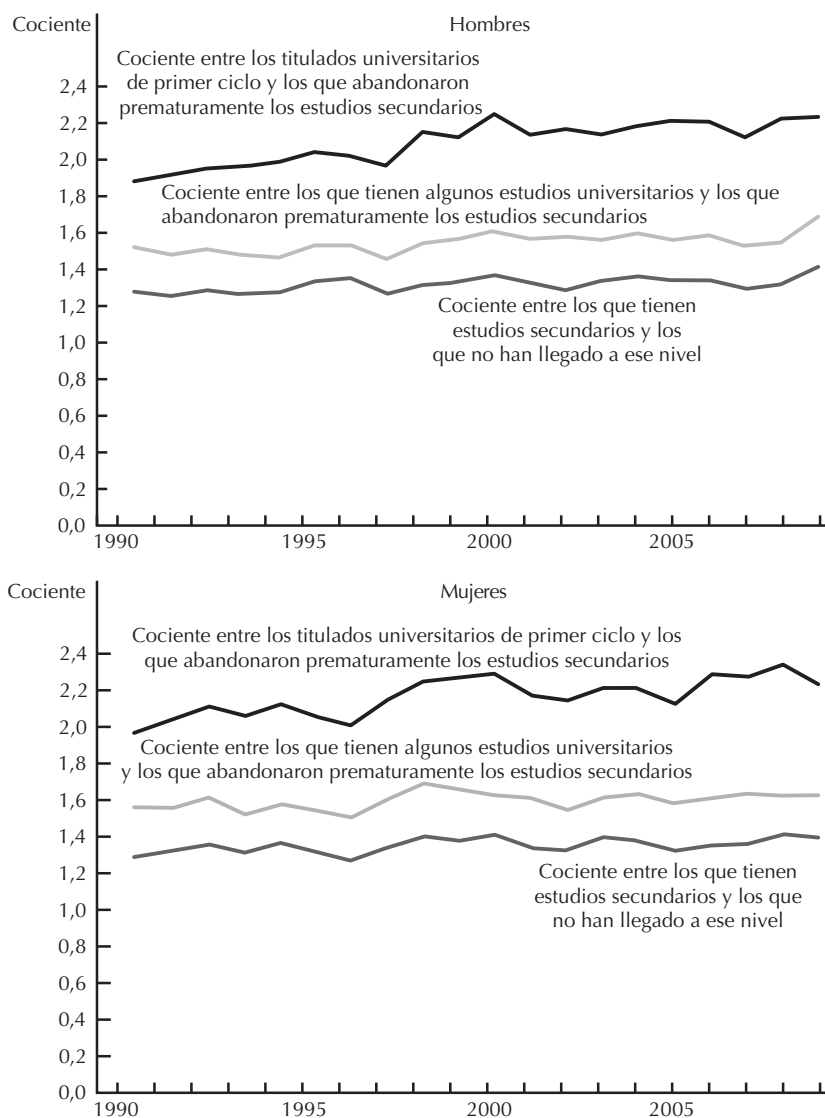 Cociente
Hombres
Cociente entre los titulados universitarios
de primer ciclo y los que abandonaron
prematuramente los estudios secundarios
2,4
2,2
2,0
1,8
Cociente entre los que tienen algunos estudios universitarios y los que
abandonaron prematuramente los estudios secundarios
1,6
1,4
1,2
Cociente entre los que tienen
estudios secundarios y los
que no han llegado a ese nivel
1,0
0,8
0,6
0,4
0,2
0,0
1990 1995 2000 2005
Cociente
Mujeres
Cociente entre los titulados universitarios de primer ciclo y los
que abandonaron prematuramente los estudios secundarios
2,4
2,2
2,0
Cociente entre los que tienen algunos estudios universitarios
y los que abandonaron prematuramente los estudios secundarios
1,8
1,6
1,4
1,2
Cociente entre los que tienen
estudios secundarios y los que
no han llegado a ese nivel
1,0
0,8
0,6
0,4
0,2
0,0
1990 1995 2000 2005